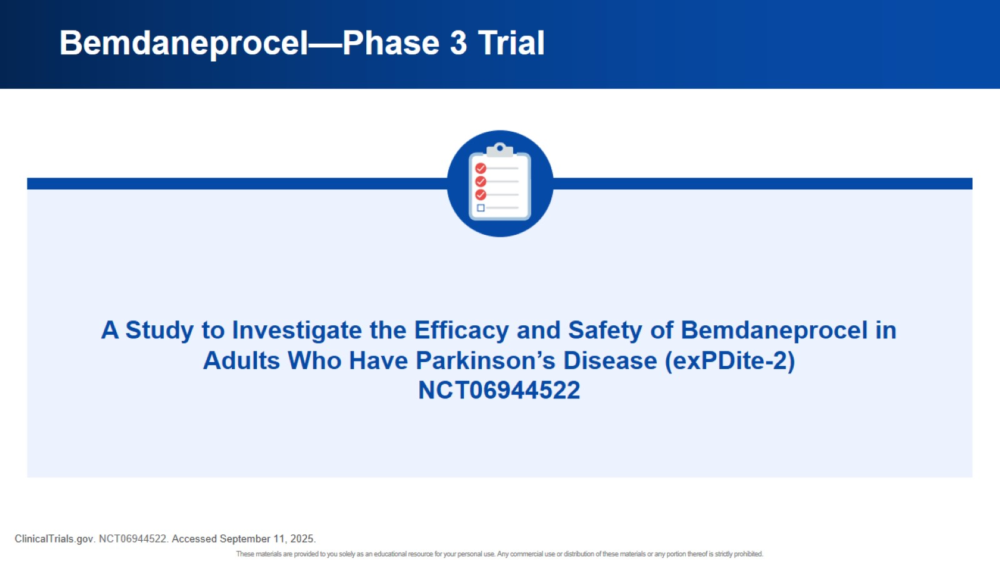 Bemdaneprocel—Phase 3 Trial
A Study to Investigate the Efficacy and Safety of Bemdaneprocel in
Adults Who Have Parkinson’s Disease (exPDite-2)
NCT06944522
ClinicalTrials.gov. NCT06944522. Accessed September 11, 2025.
These materials are provided to you solely as an educational resource for your personal use. Any commercial use or distribution of these materials or any portion thereof is strictly prohibited.